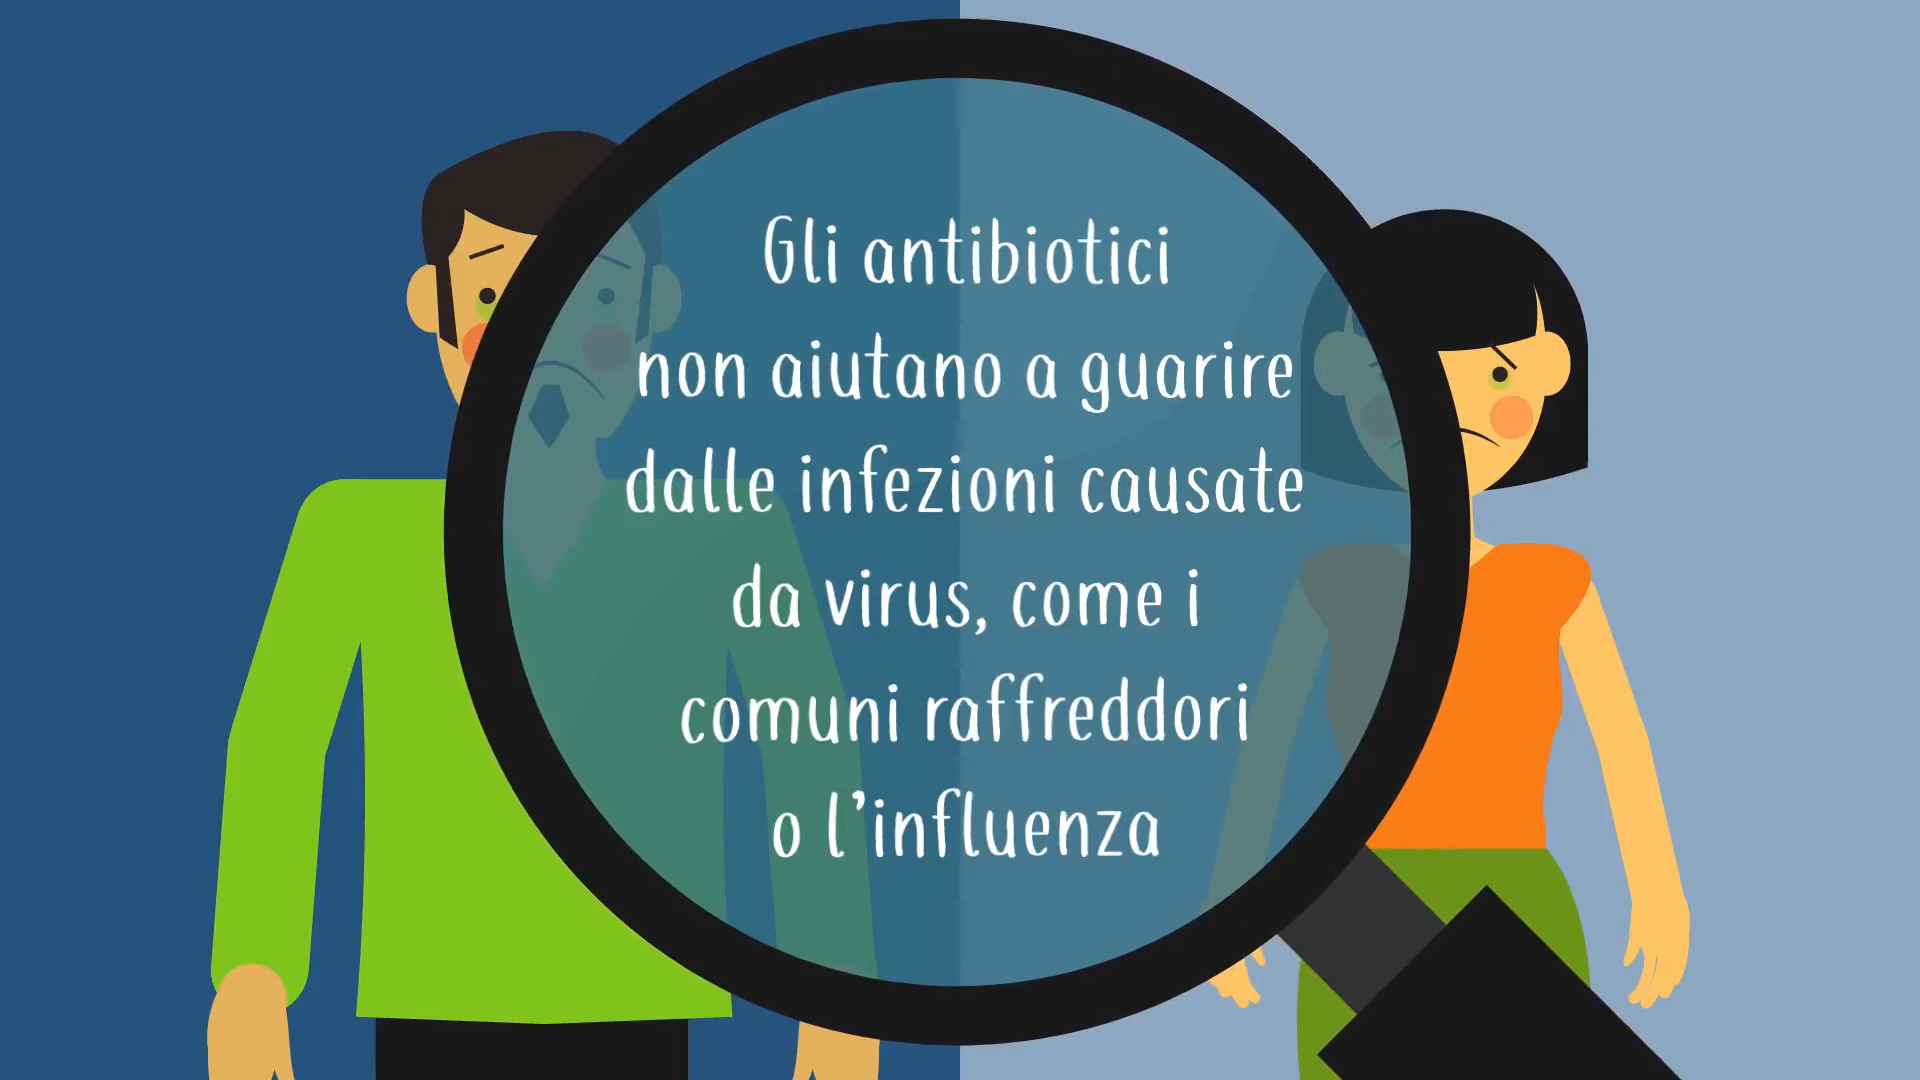 Gli antibiotici
non aiutano a guarire
dalle infezioni causate
da virus, come i
comuni raffreddori
o l'influenza